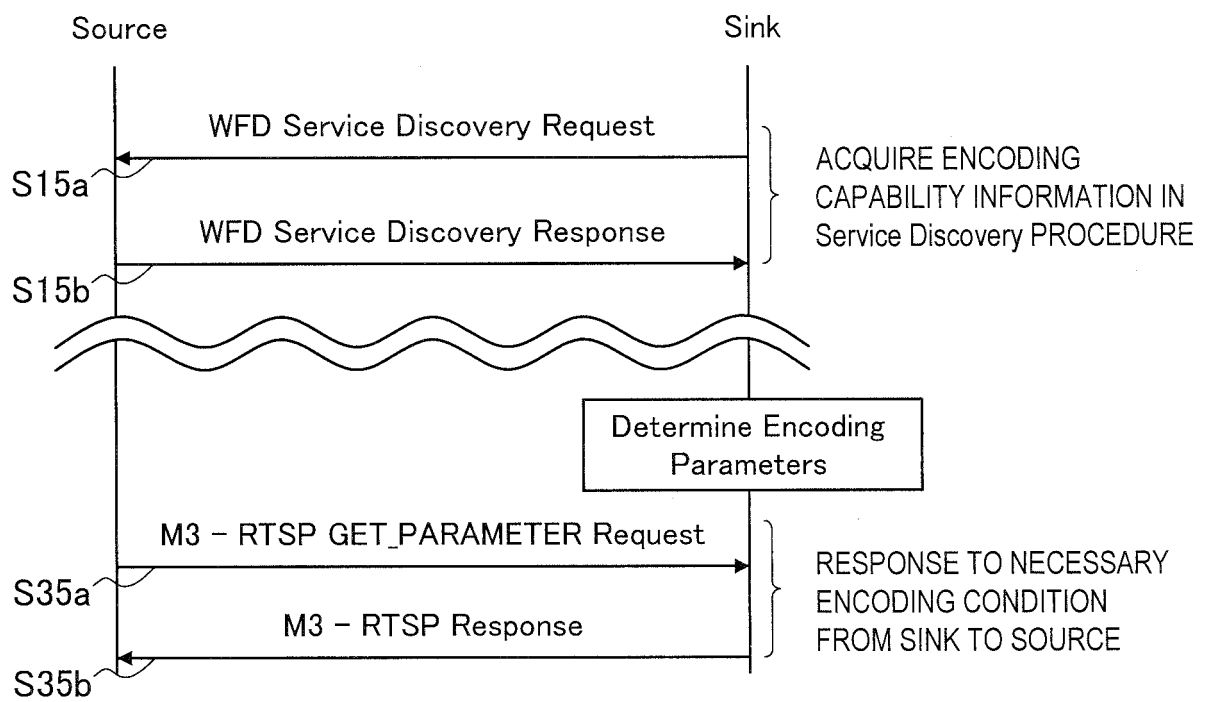 Source
Sink
WFD Service Discovery Request
S15a
WFD Service Discovery Response
S15b
ACQUIRE ENCODING
CAPABILITY INFORMATION IN
Service Discovery PROCEDURE
Determine Encoding
Parameters
M3 - RTSP GET_PARAMETER Request
S35a
M3 - RTSP Response
S35b
RESPONSE TO NECESSARY
ENCODING CONDITION
FROM SINK TO SOURCE